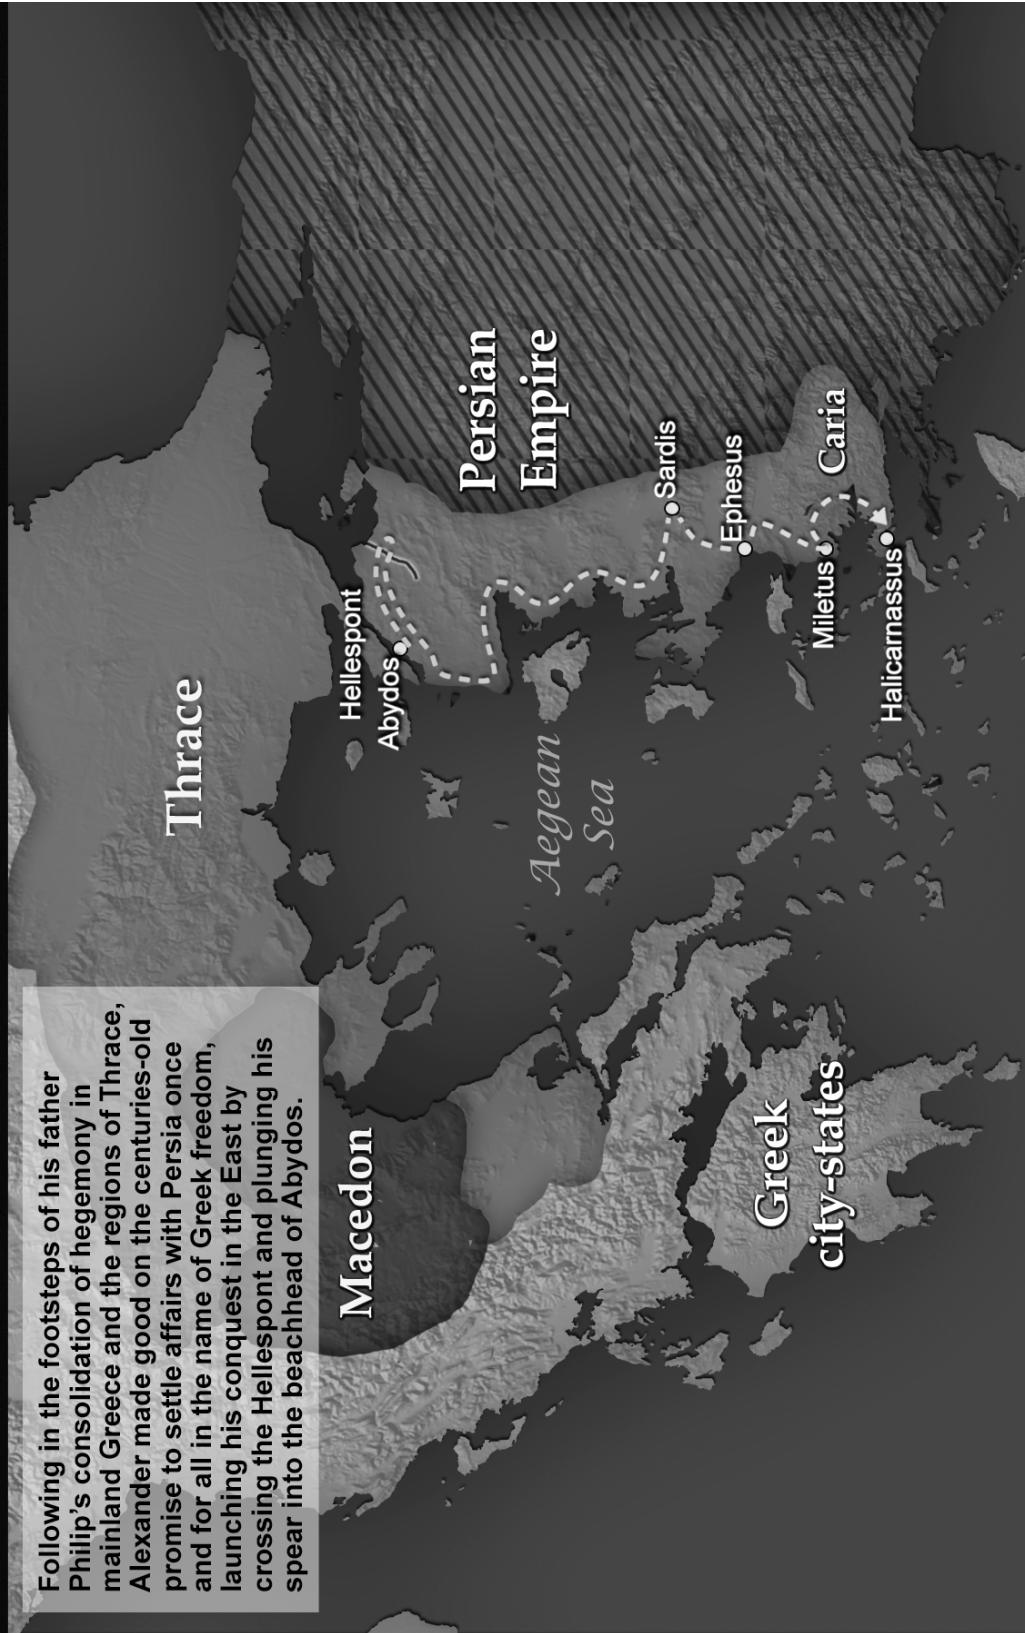 Following in the footsteps of his father
Philip's consolidation of hegemony in
mainland Greece and the regions of Thrace,
Alexander made good on the centuries-old
promise to settle affairs with Persia once
and for all in the name of Greek freedom,
launching his conquest in the East by
crossing the Hellespont and plunging his
spear into the beachhead of Abydos.
Thrace
Macedon
Hellespont
Abydos
Persian
Empire
Aegean
Sea
Sardis
Ephesus
Greek
city-states
Miletus
Caria
Halicarnassus